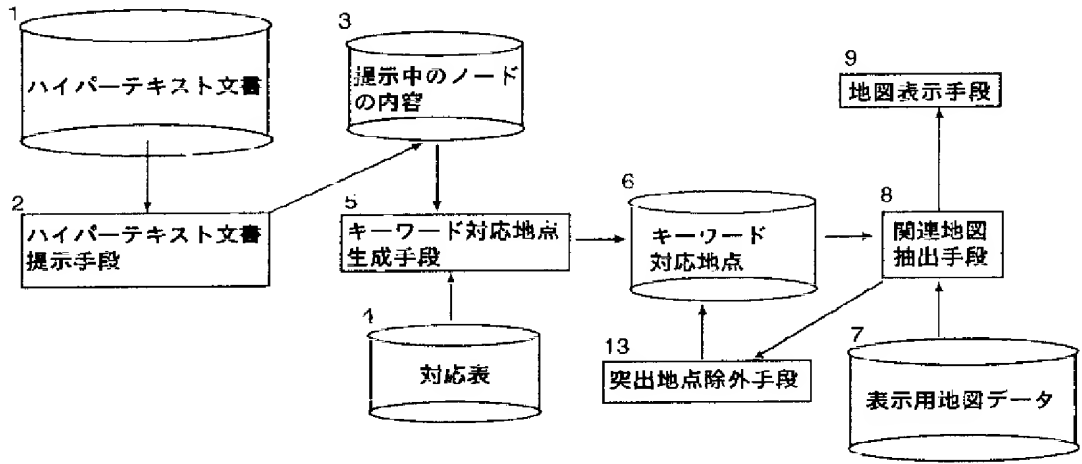 1
ハイパーテキスト文書
2
ハイパーテキスト文書
提示手段
3
提示中のノード
の内容
5
キーワード対応地点
生成手段
4
対応表
6
キーワード
対応地点
13
突出地点除外手段
9
地図表示手段
8
関連地図
抽出手段
7
表示用地図データ